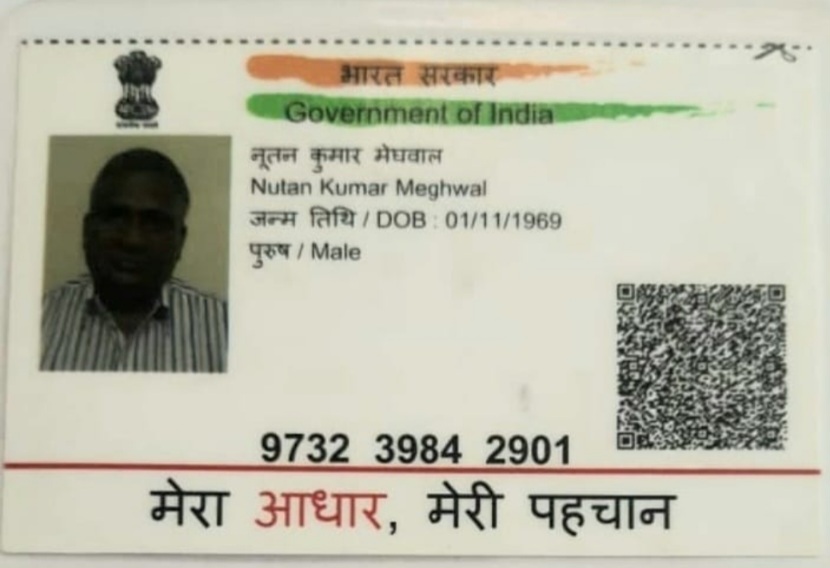 भारत सरकार
Government of India
नूतन कुमार मेघवाल
Nutan Kumar Meghwal
जन्म तिथि / DOB : 01/11/1969
पुरुष / Male
9732 3984 2901
मेरा आधार, मेरी पहचान